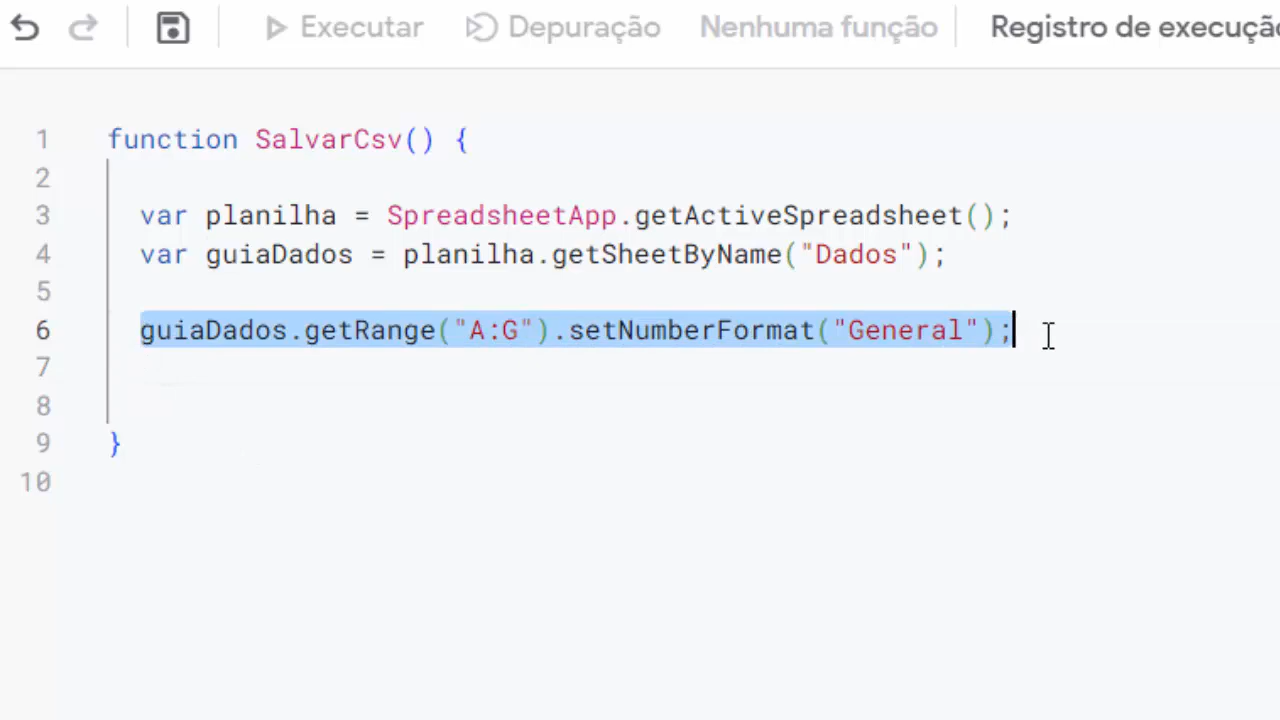 Executar Depuração Nenhuma função Registro de execução
1 function SalvarCsv() {
2
3 var planilha = SpreadsheetApp.getActiveSpreadsheet();
4 var guiaDados = planilha.getSheetByName("Dados");
5
6 guiaDados.getRange("A:G").setNumberFormat("General");
7
8
9 }
10